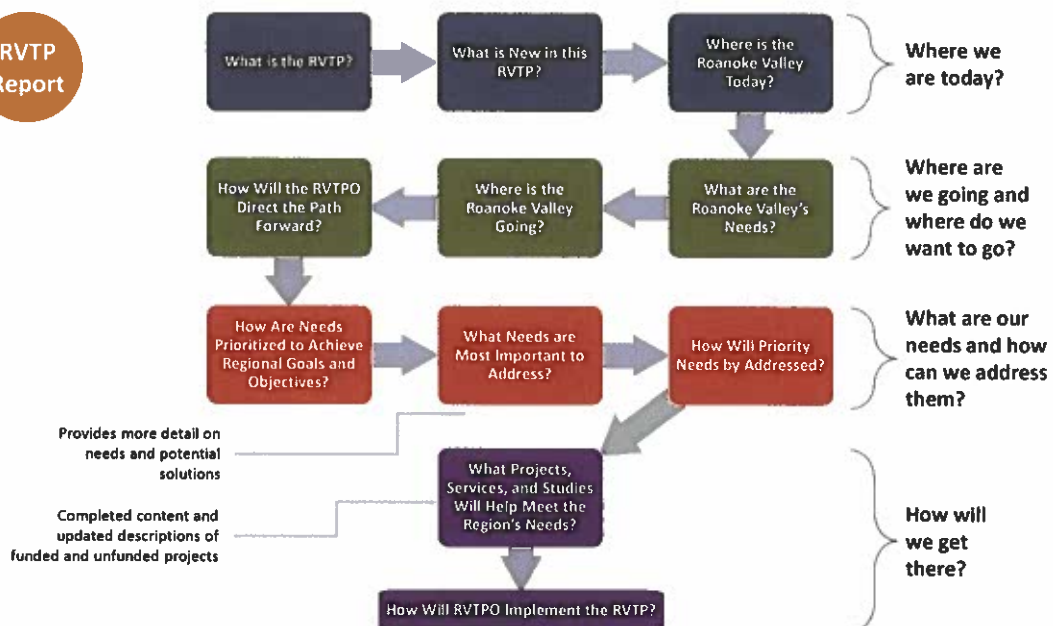 RVTP
Report
What is the RVTP?
What is New in this
RVTP?
Where is the
Roanoke Valley
Today?
Where we
are today?
How Will the RVTPO
Direct the Path
Forward?
Where is the
Roanoke Valley
Going?
What are the
Roanoke Valley's
Needs?
Where are
we going and
where do we
want to go?
How Are Needs
Prioritized to Achieve
Regional Goals and
Objectives?
What Needs are
Most Important to
Address?
How Will Priority
Needs by Addressed?
What are our
needs and how
can we address
them?
Provides more detail on
needs and potential
solutions
What Projects,
Services, and Studies
Will Help Meet the
Region's Needs?
Completed content and
updated descriptions of
funded and unfunded projects
How will
we get
there?
How Will RVTPO Implement the RVTP?